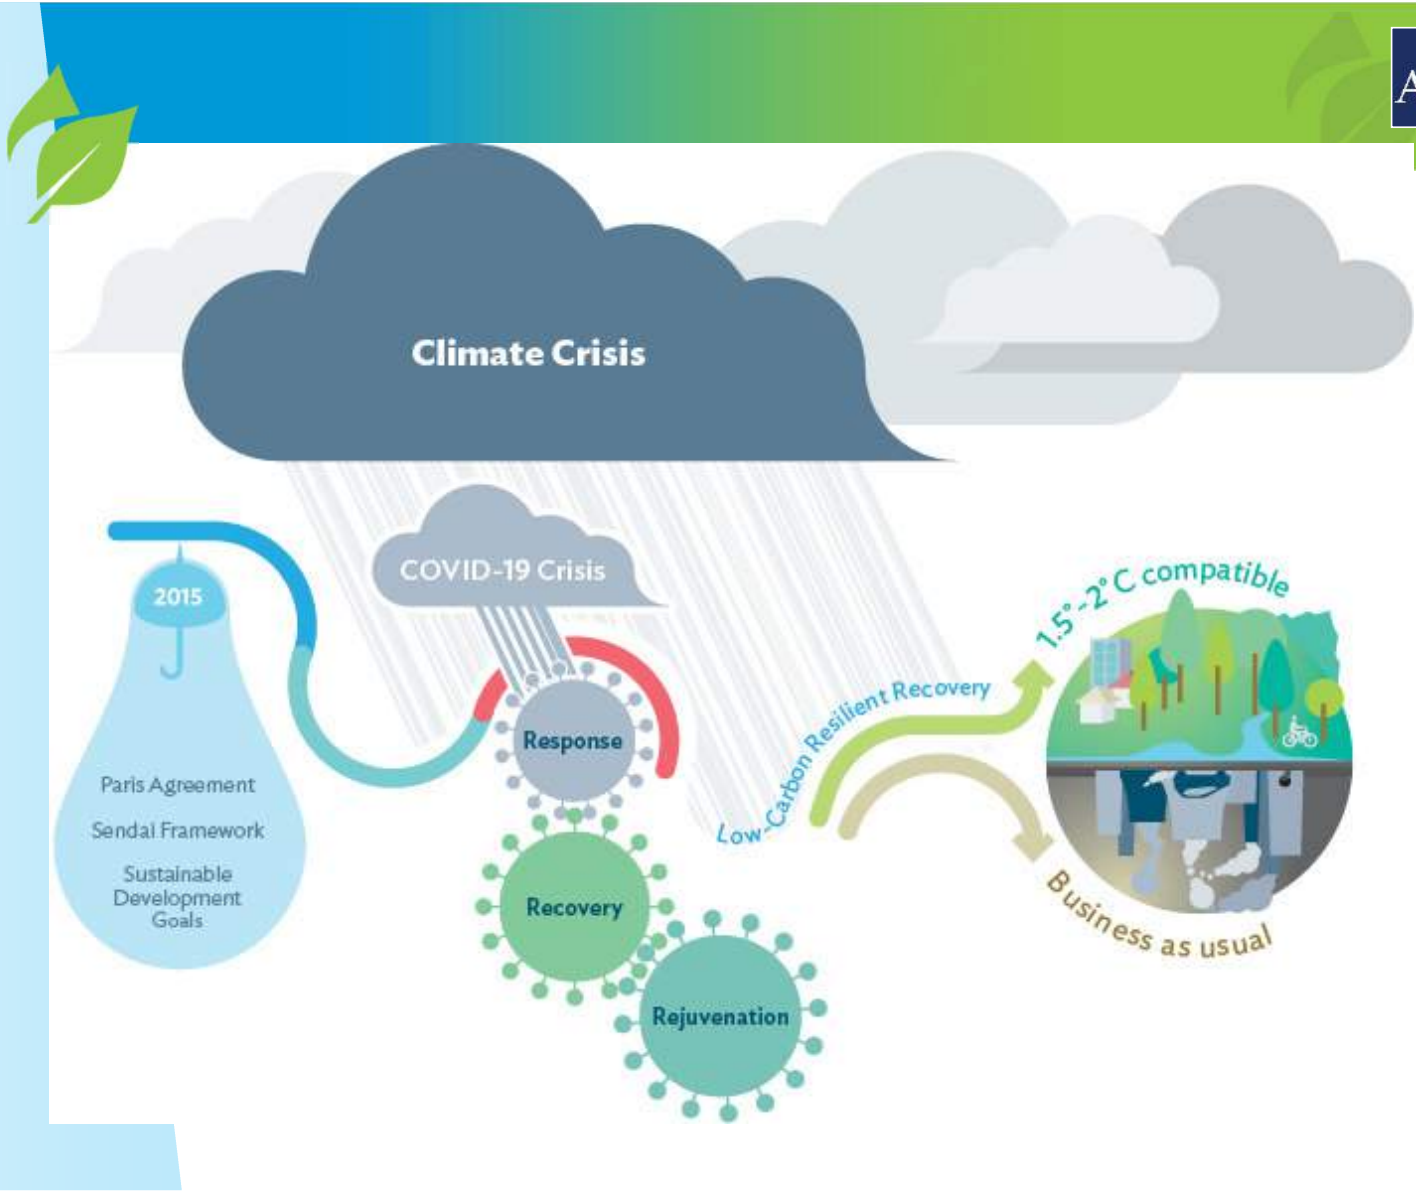 A
Climate Crisis
COVID-19 Crisis
2015
Paris Agreement
Sendai Framework
Sustainable
Development
Goals
Response
Recovery
Rejuvenation
Low-Carbon Resilient Recovery
1.5°-2°C compatible
Business as usual